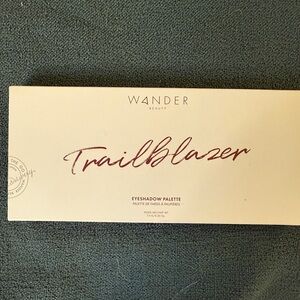 W4NDER
BEAUTY
Trailblazer
EYESHADOW PALETTE
PALETTE DE FARDS À PAUPIÈRES